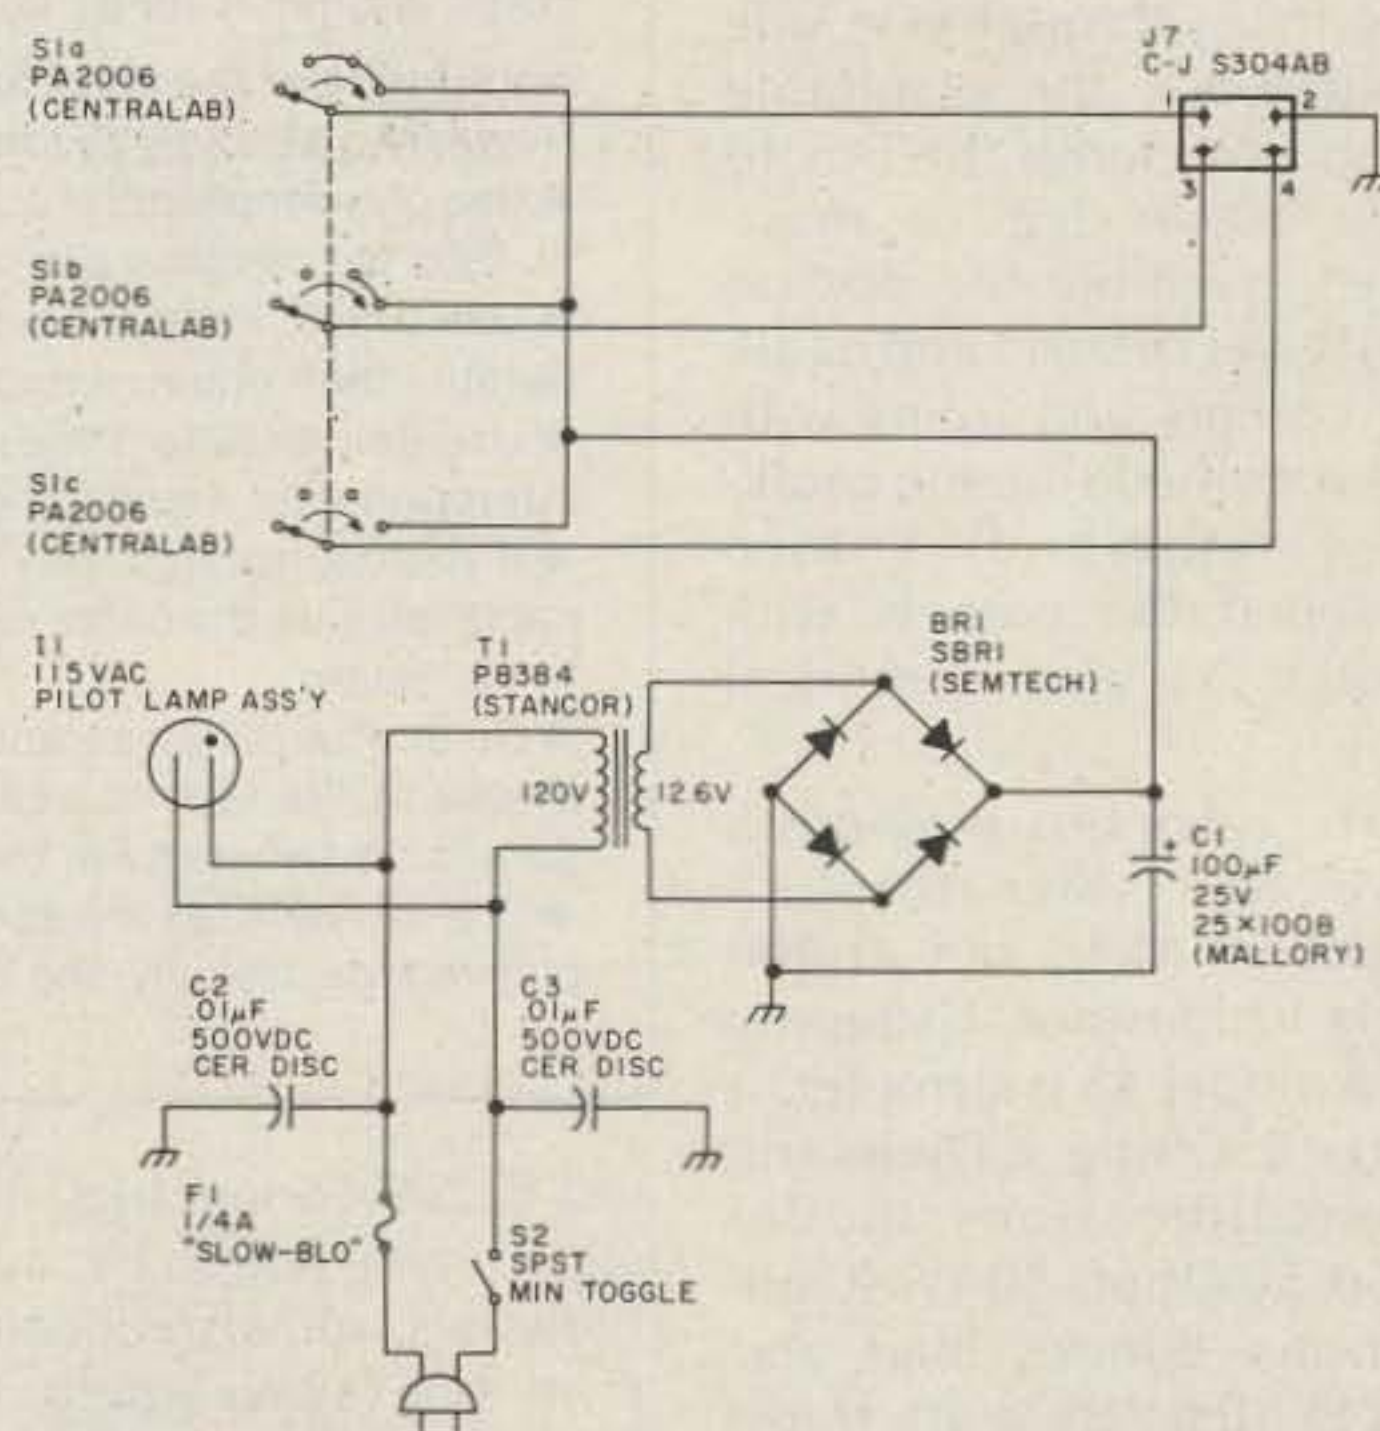 S1a
PA2006
(CENTRALAB)
J7
C-J S304AB
1
2
3
4
S1b
PA2006
(CENTRALAB)
S1c
PA2006
(CENTRALAB)
I1
115VAC
PILOT LAMP ASS'Y
T1
P8384
(STANCOR)
120V
12.6V
BR1
SBR1
(SEMTECH)
+
C1
100μF
25V
25×100B
(MALLORY)
C2
.01μF
500VDC
CER DISC
C3
.01μF
500VDC
CER DISC
F1
1/4A
"SLOW-BLO"
S2
SPST
MIN TOGGLE